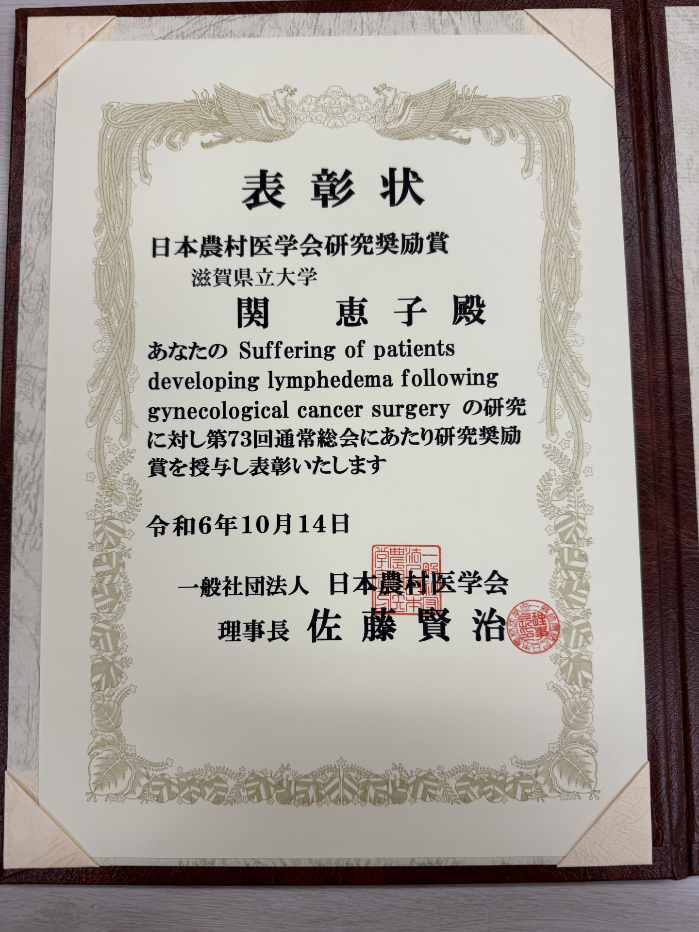 表彰状
日本農村医学会研究奨励賞
滋賀県立大学
関 恵子 殿
あなたの Suffering of patients
developing lymphedema following
gynecological cancer surgery の研究
に対し第73回通常総会にあたり研究奨励
賞を授与し表彰いたします
令和6年10月14日
一般社団法人 日本農村医学会
理事長 佐藤賢治